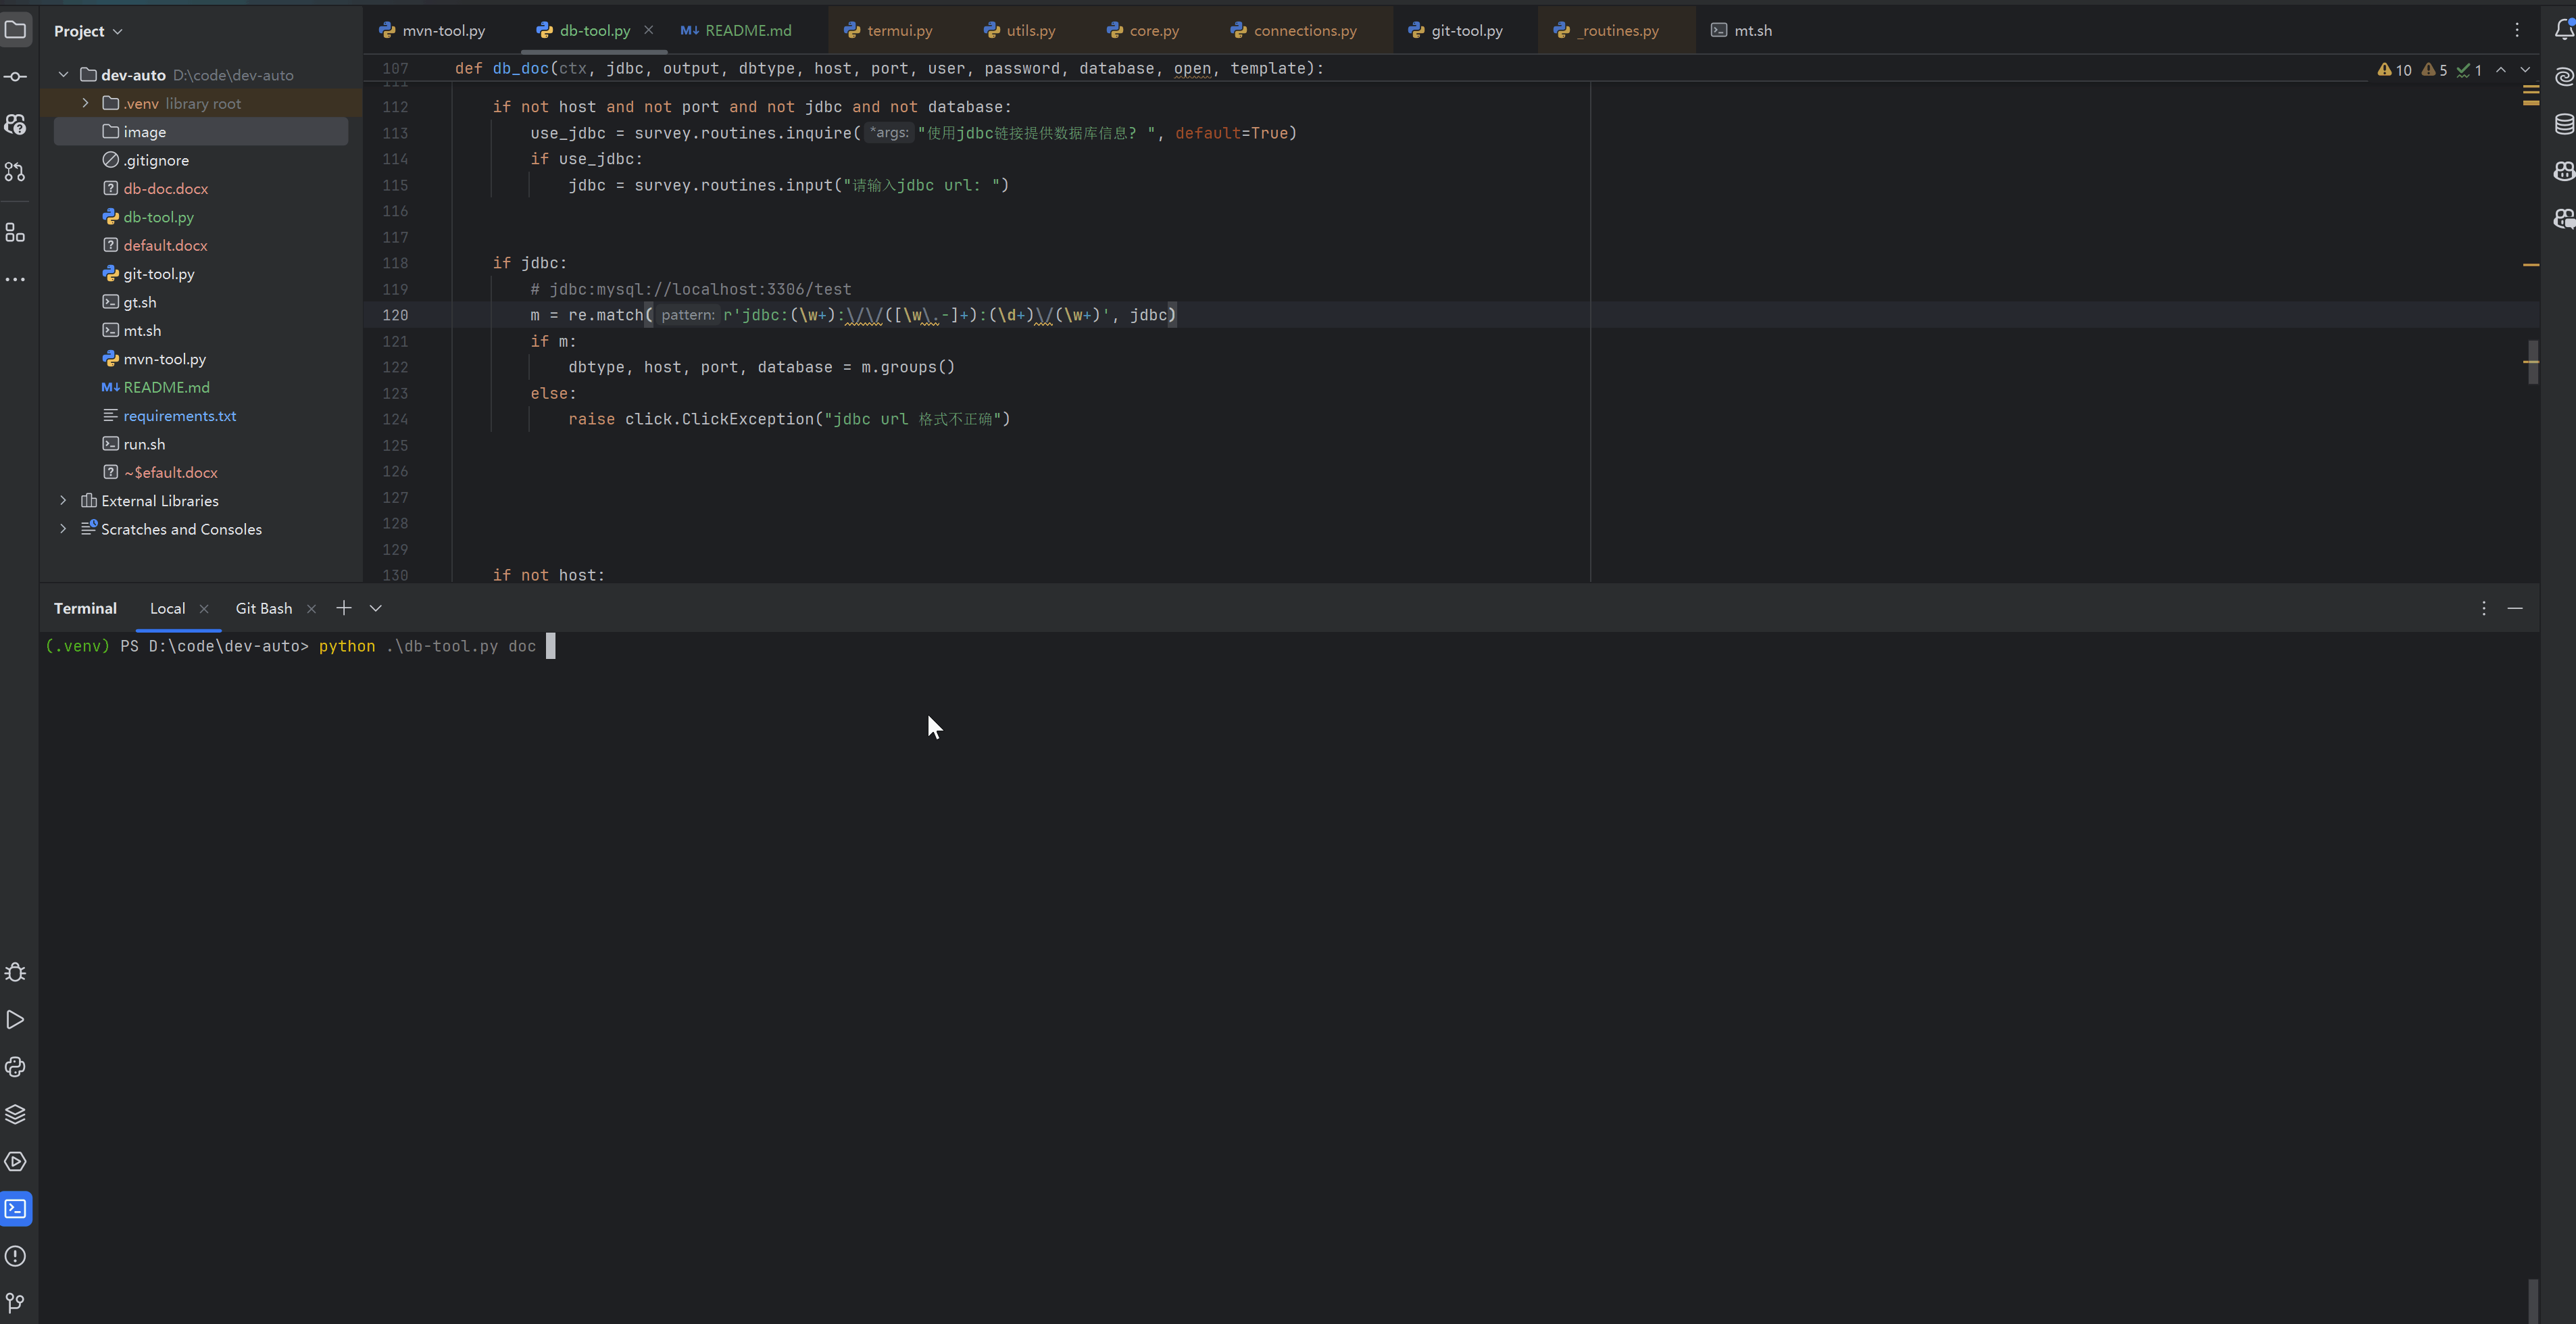 Project
mvn-tool.py
db-tool.py
M↓ README.md
termui.py
utils.py
core.py
connections.py
git-tool.py
_routines.py
mt.sh
dev-auto D:\code\dev-auto
.venv library root
image
.gitignore
db-doc.docx
db-tool.py
default.docx
git-tool.py
gt.sh
mt.sh
mvn-tool.py
M↓ README.md
requirements.txt
run.sh
~$efault.docx
External Libraries
Scratches and Consoles
107 def db_doc(ctx, jdbc, output, dbtype, host, port, user, password, database, open, template):
10 5 1
111
112 if not host and not port and not jdbc and not database:
113 use_jdbc = survey.routines.inquire( *args: "使用jdbc链接提供数据库信息? ", default=True)
114 if use_jdbc:
115 jdbc = survey.routines.input("请输入jdbc url: ")
116
117
118 if jdbc:
119 # jdbc:mysql://localhost:3306/test
120 m = re.match( pattern: r'jdbc:(\w+):\/\/([\w\.-]+):(\d+)\/(\w+)', jdbc)
121 if m:
122 dbtype, host, port, database = m.groups()
123 else:
124 raise click.ClickException("jdbc url 格式不正确")
125
126
127
128
129
130 if not host:
Terminal Local Git Bash
(.venv) PS D:\code\dev-auto> python .\db-tool.py doc